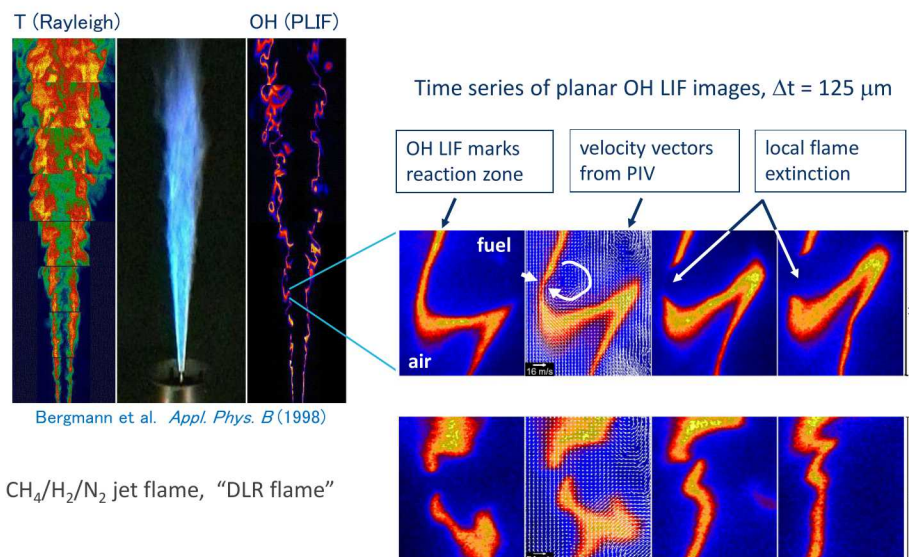 T (Rayleigh)
OH (PLIF)
Time series of planar OH LIF images, Δt = 125 μm
OH LIF marks
reaction zone
velocity vectors
from PIV
local flame
extinction
fuel
air
16 m/s
Bergmann et al. Appl. Phys. B (1998)
CH₄/H₂/N₂ jet flame, “DLR flame”